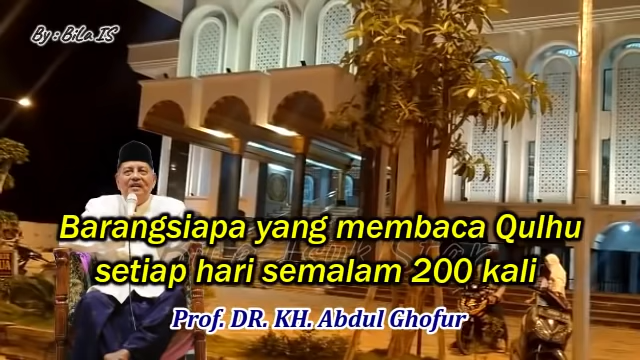 By : BiLa IS
Barangsiapa yang membaca Qulhu
setiap hari semalam 200 kali
Prof. DR. KH. Abdul Ghofur